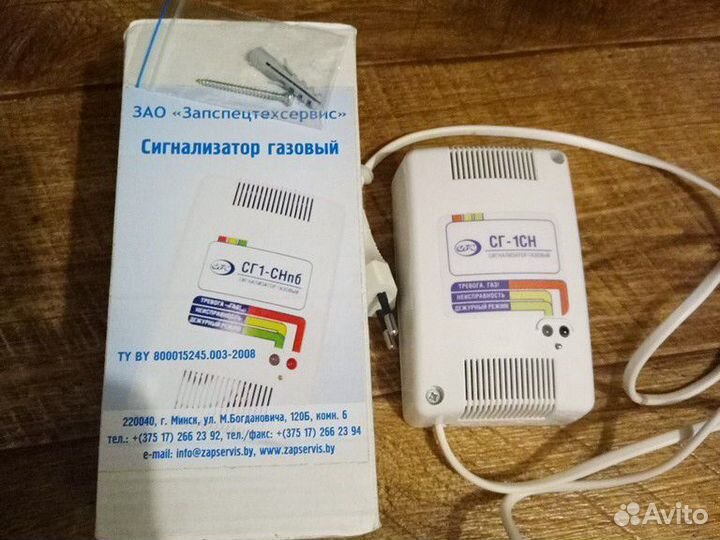 ЗАО «Запспецтехсервис»
Сигнализатор газовый
СГ1-СНпб
СИГНАЛИЗАТОР ГАЗОВЫЙ
ТРЕВОГА -ГАЗ!
НЕИСПРАВНОСТЬ
ДЕЖУРНЫЙ РЕЖИМ
TY BY 800015245.003-2008
220040, г. Минск, ул. М.Богдановича, 120Б, комн. 6
тел.: +(375 17) 266 23 92, тел./факс: +(375 17) 266 23 94
e-mail: info@zapservis.by, www.zapservis.by
СГ-1СН
СИГНАЛИЗАТОР ГАЗОВЫЙ
ТРЕВОГА. ГАЗ!
НЕИСПРАВНОСТЬ
ДЕЖУРНЫЙ РЕЖИМ
Avito